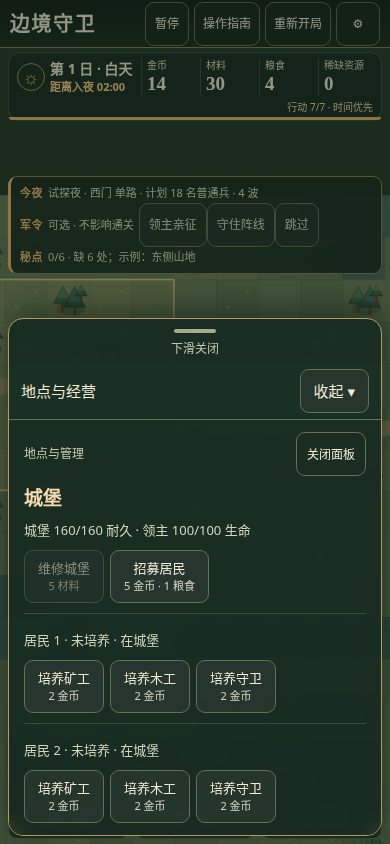 边境守卫 暂停 操作指南 重新开局
第 1 日 · 白天 金币 材料 粮食 稀缺资源
距离入夜 02:00 14 30 4 0
行动 7/7 · 时间优先
今夜 试探夜 · 西门 单路 · 计划 18 名普通兵 · 4 波
军令 可选 · 不影响通关 领主亲征 守住阵线 跳过
秘点 0/6 · 缺 6 处；示例：东侧山地
下滑关闭
地点与经营 收起 ▾
地点与管理 关闭面板
城堡
城堡 160/160 耐久 · 领主 100/100 生命
维修城堡 招募居民
5 材料 5 金币 · 1 粮食
居民 1 · 未培养 · 在城堡
培养矿工 培养木工 培养守卫
2 金币 2 金币 2 金币
居民 2 · 未培养 · 在城堡
培养矿工 培养木工 培养守卫
2 金币 2 金币 2 金币